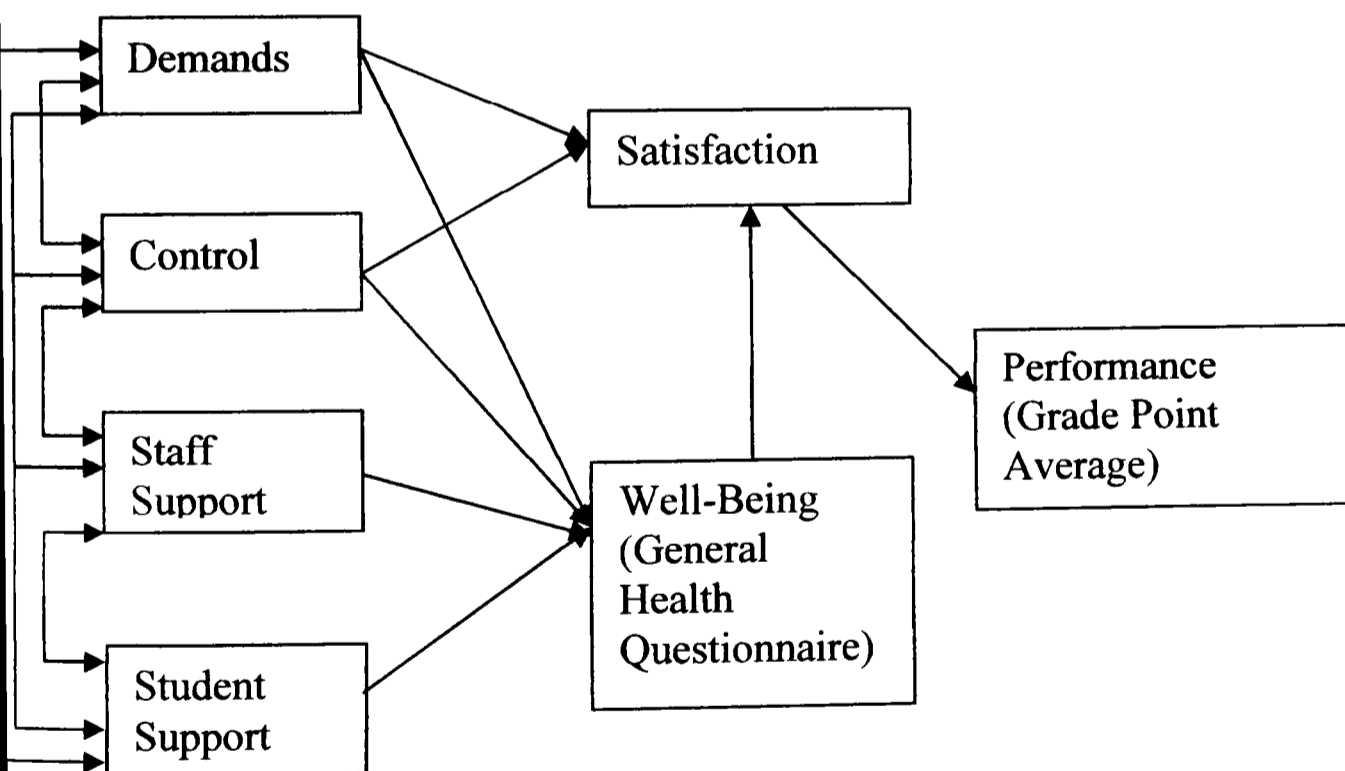 Demands
Satisfaction
Control
Performance
(Grade Point
Average)
Staff
Support
Well-Being
(General
Health
Questionnaire)
Student
Support